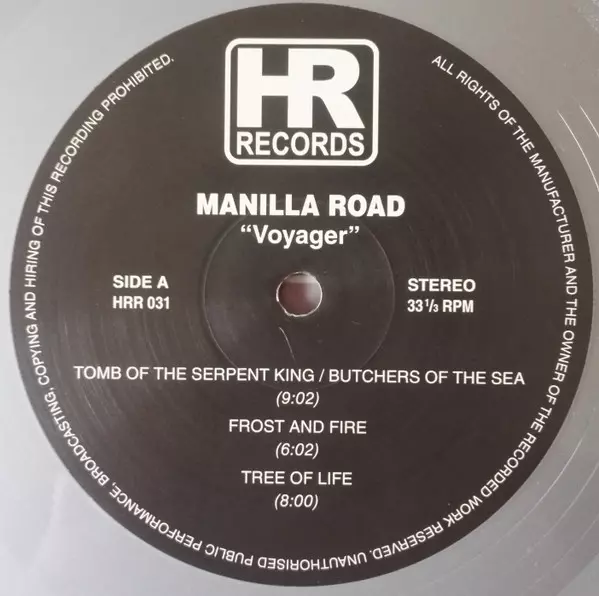 HR
RECORDS
MANILLA ROAD
“Voyager”
SIDE A
HRR 031
STEREO
33 1/3 RPM
TOMB OF THE SERPENT KING / BUTCHERS OF THE SEA
(9:02)
FROST AND FIRE
(6:02)
TREE OF LIFE
(8:00)
ALL RIGHTS OF THE MANUFACTURER AND THE OWNER OF THE RECORDED WORK RESERVED. UNAUTHORISED PUBLIC PERFORMANCE, BROADCASTING, COPYING AND HIRING OF THIS RECORDING PROHIBITED.